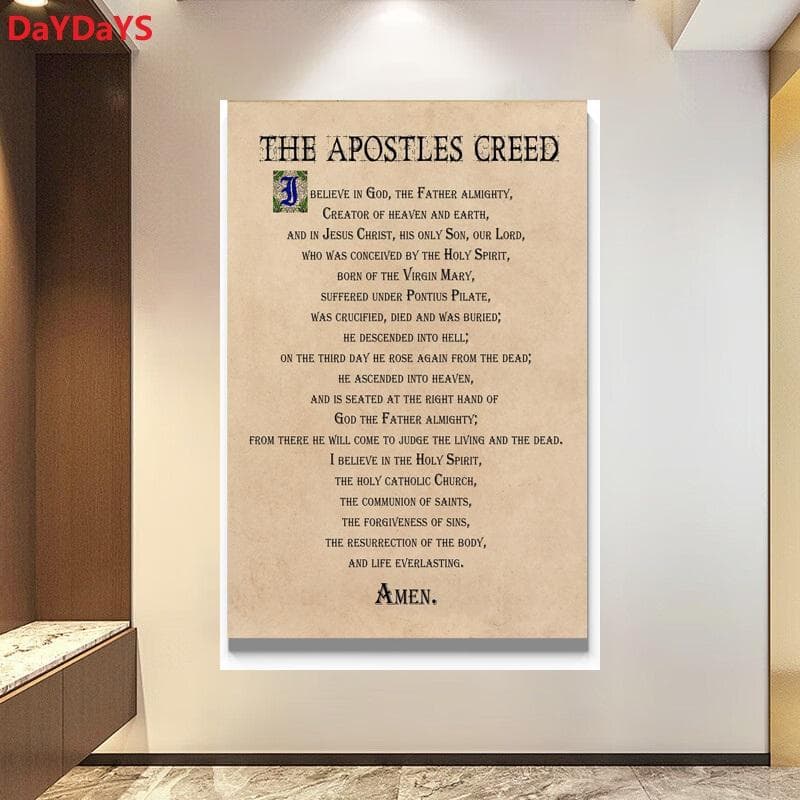 DaYDaYS
THE APOSTLES CREED
I BELIEVE IN GOD, THE FATHER ALMIGHTY,
CREATOR OF HEAVEN AND EARTH,
AND IN JESUS CHRIST, HIS ONLY SON, OUR LORD,
WHO WAS CONCEIVED BY THE HOLY SPIRIT,
BORN OF THE VIRGIN MARY,
SUFFERED UNDER PONTIUS PILATE,
WAS CRUCIFIED, DIED AND WAS BURIED;
HE DESCENDED INTO HELL;
ON THE THIRD DAY HE ROSE AGAIN FROM THE DEAD;
HE ASCENDED INTO HEAVEN,
AND IS SEATED AT THE RIGHT HAND OF
GOD THE FATHER ALMIGHTY;
FROM THERE HE WILL COME TO JUDGE THE LIVING AND THE DEAD.
I BELIEVE IN THE HOLY SPIRIT,
THE HOLY CATHOLIC CHURCH,
THE COMMUNION OF SAINTS,
THE FORGIVENESS OF SINS,
THE RESURRECTION OF THE BODY,
AND LIFE EVERLASTING.
AMEN.